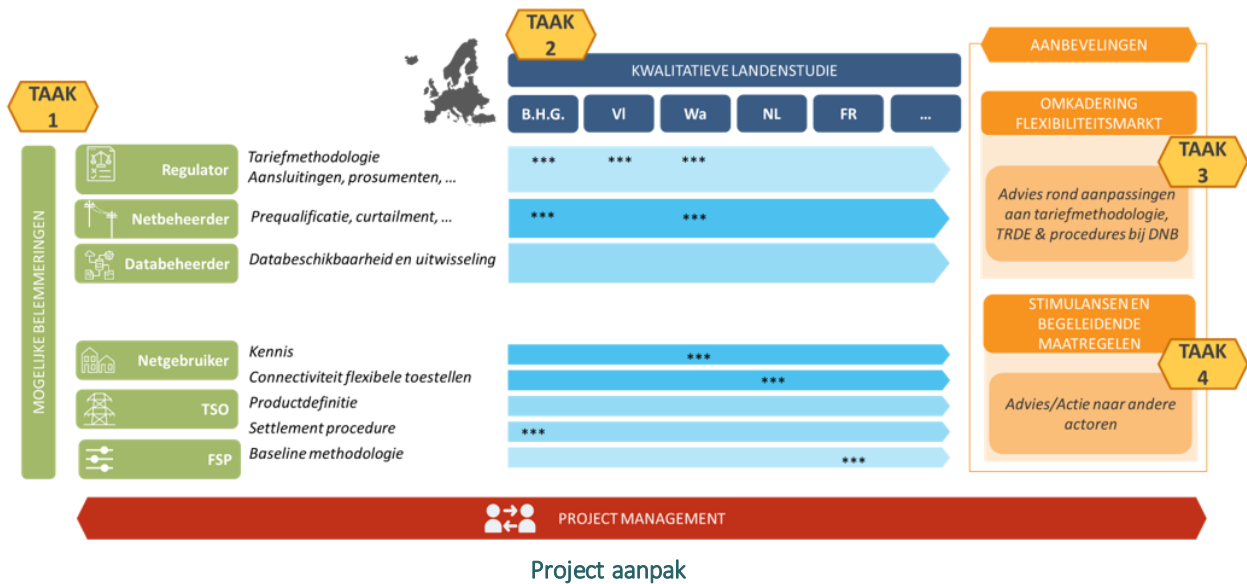 TAAK
1
TAAK
2
KWALITATIEVE LANDENSTUDIE
B.H.G.
Vl
Wa
NL
FR
...
MOGELIJKE BELEMMERINGEN
Regulator
Tariefmethodologie
Aansluitingen, prosumenten, ...
*** *** ***
Netbeheerder
Prequalificatie, curtailment, ...
*** ***
Databeheerder
Databeschikbaarheid en uitwisseling
Netgebruiker
Kennis
***
Connectiviteit flexibele toestellen
***
TSO
Productdefinitie
Settlement procedure
***
FSP
Baseline methodologie
***
AANBEVELINGEN
OMKADERING
FLEXIBILITEITSMARKT
TAAK
3
Advies rond aanpassingen
aan tariefmethodologie,
TRDE & procedures bij DNB
STIMULANSEN EN
BEGELEIDENDE
MAATREGELEN
TAAK
4
Advies/Actie naar andere
actoren
PROJECT MANAGEMENT
Project aanpak